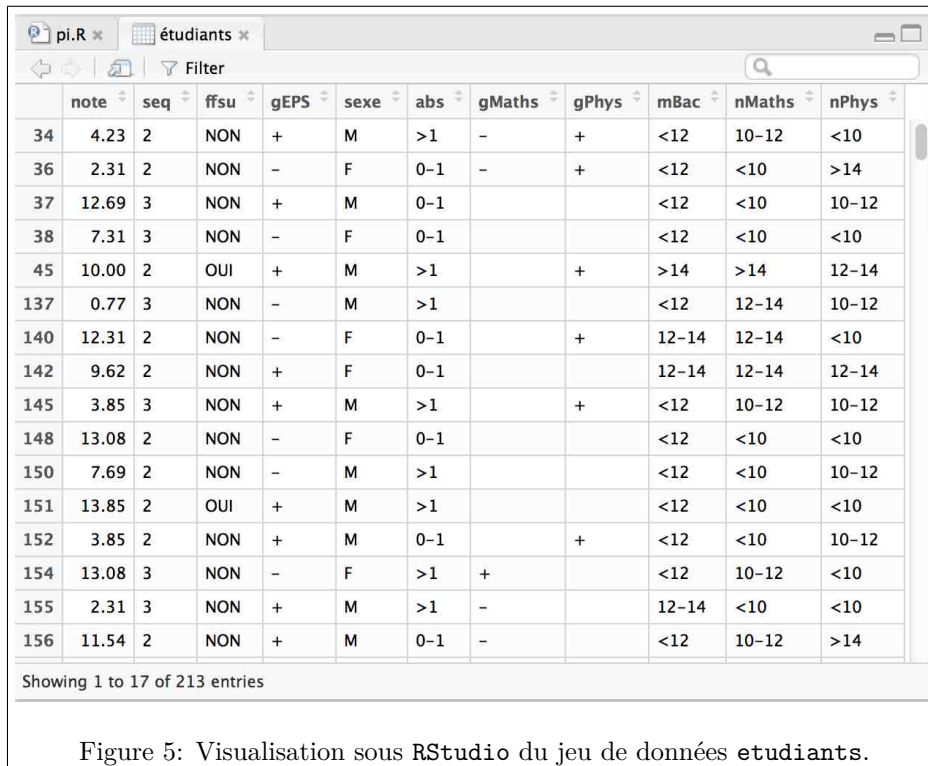 pi.R × étudiants ×
Filter
note seq ffsu gEPS sexe abs gMaths gPhys mBac nMaths nPhys
34 4.23 2 NON + M >1 − + <12 10−12 <10
36 2.31 2 NON − F 0−1 − + <12 <10 >14
37 12.69 3 NON + M 0−1 <12 <10 10−12
38 7.31 3 NON − F 0−1 <12 <10 <10
45 10.00 2 OUI + M >1 + >14 >14 12−14
137 0.77 3 NON − M >1 <12 12−14 10−12
140 12.31 2 NON − F 0−1 + 12−14 12−14 <10
142 9.62 2 NON + F 0−1 12−14 12−14 12−14
145 3.85 3 NON + M >1 + <12 10−12 10−12
148 13.08 2 NON − F 0−1 <12 <10 <10
150 7.69 2 NON − M >1 <12 <10 10−12
151 13.85 2 OUI + M >1 <12 <10 <10
152 3.85 2 NON + M 0−1 + <12 <10 10−12
154 13.08 3 NON − F >1 + <12 10−12 <10
155 2.31 3 NON + M >1 − 12−14 <10 <10
156 11.54 2 NON + M 0−1 − <12 10−12 >14
Showing 1 to 17 of 213 entries
Figure 5: Visualisation sous RStudio du jeu de données etudiants.